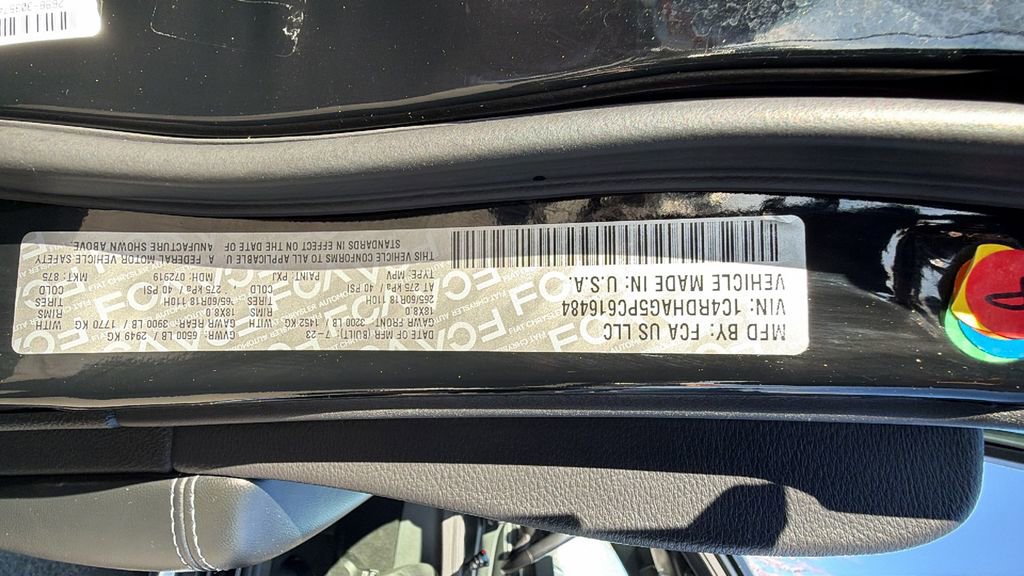 MFD BY: FCA US LLC
VIN: 1C4RDHAG5PC616484
VEHICLE MADE IN: U.S.A
DATE OF MFR (BUILT): 7 - 23
GAWR FRONT: 3200 LB / 1452 KG WITH
265/60R18 110H TIRES
18X8.0 RIMS
AT 275 kPa / 40 PSI COLD
TYPE: MPV PAINT: PXJ
GVWR: 6500 LB / 2949 KG
GAWR REAR: 3900 LB / 1770 KG WITH
265/60R18 110H TIRES
18X8.0 RIMS
275 kPa / 40 PSI COLD
MDH: 072619 MKT: 875
THIS VEHICLE CONFORMS TO ALL APPLICABLE U A. FEDERAL MOTOR VEHICLE SAFETY
STANDARDS IN EFFECT ON THE DATE OF ANUFACTURE SHOWN ABOVE.